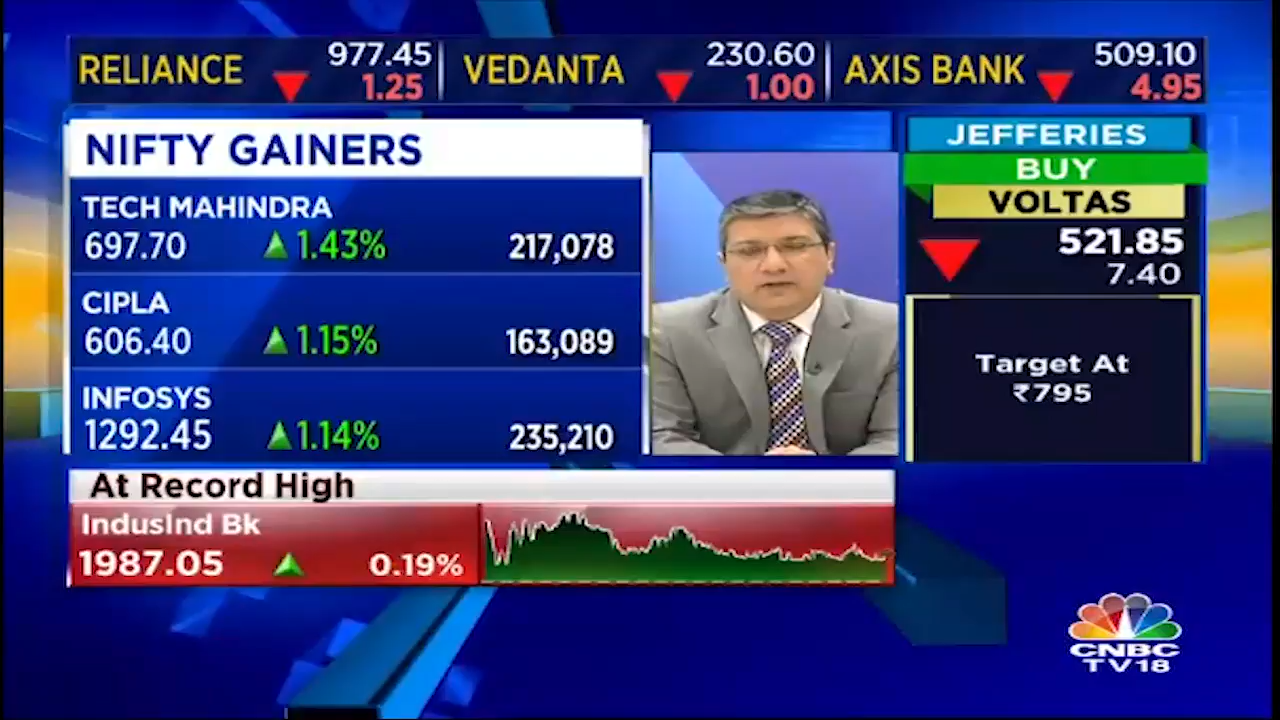 RELIANCE 977.45 1.25 VEDANTA 230.60 1.00 AXIS BANK 509.10 4.95
NIFTY GAINERS
TECH MAHINDRA
697.70 1.43% 217,078
CIPLA
606.40 1.15% 163,089
INFOSYS
1292.45 1.14% 235,210
JEFFERIES
BUY
VOLTAS
521.85
7.40
Target At
₹795
At Record High
IndusInd Bk
1987.05 0.19%
CNBC
TV18